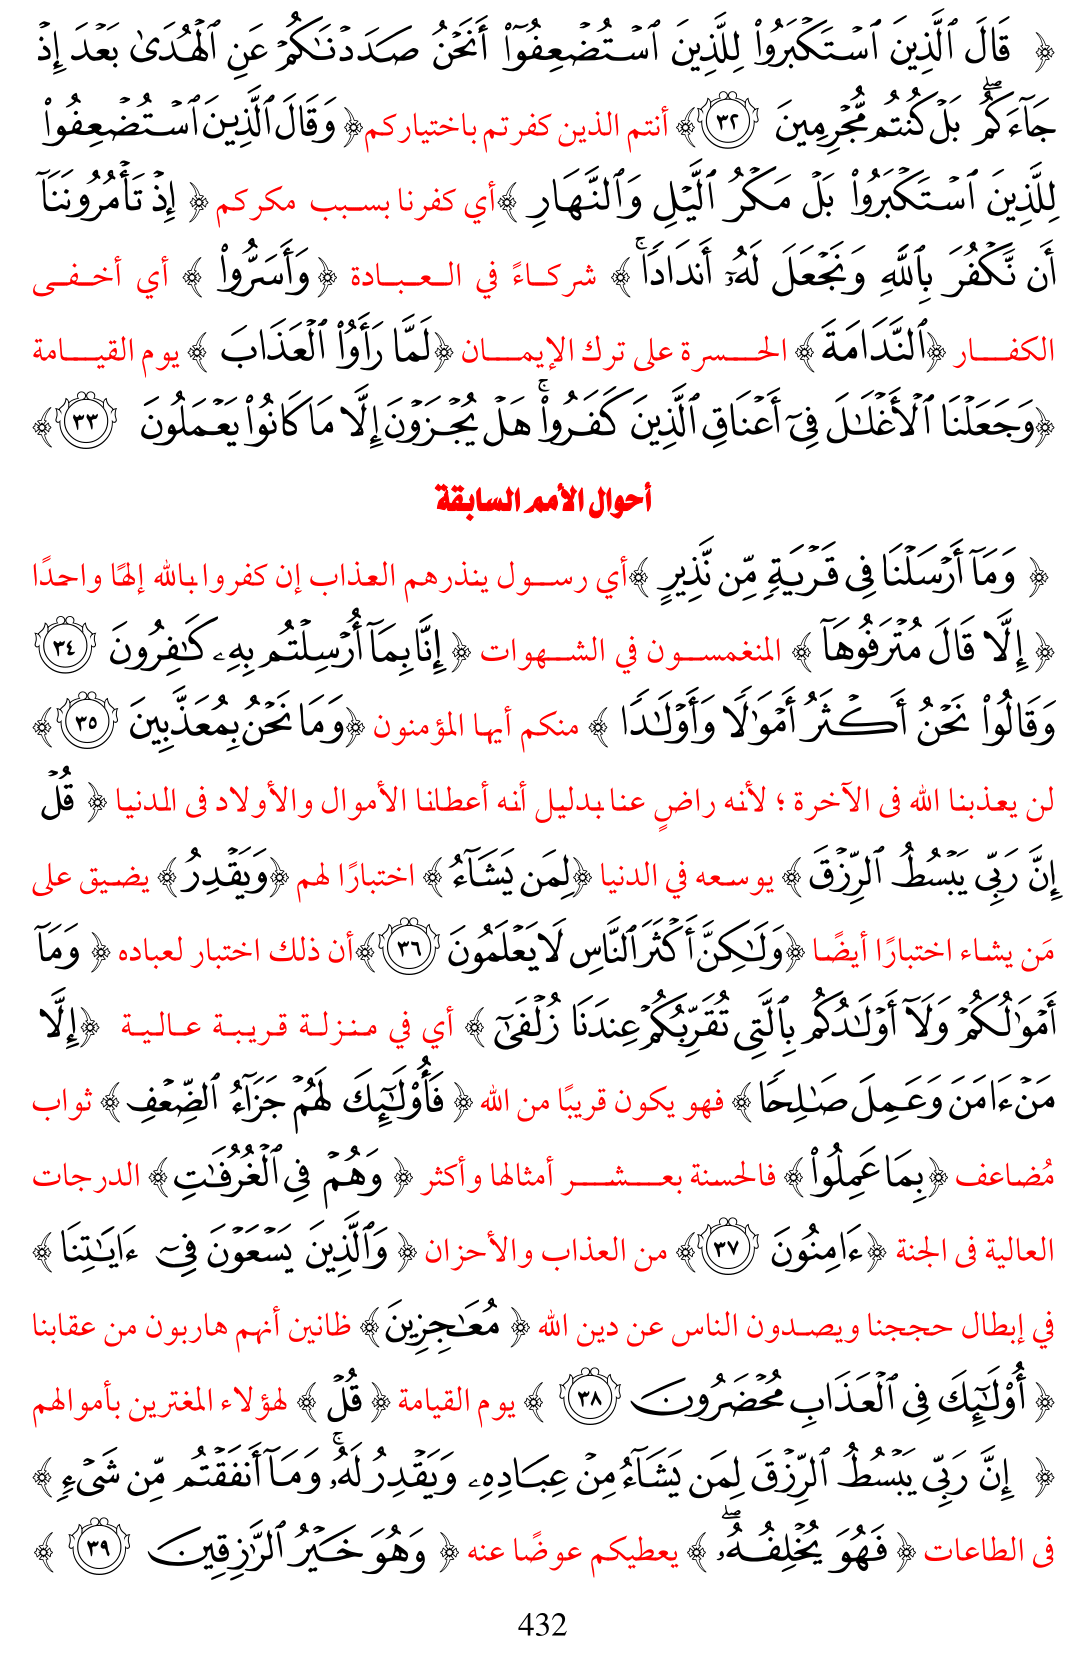 ﴿ قَالَ ٱلَّذِينَ ٱسۡتَكۡبَرُواْ لِلَّذِينَ ٱسۡتُضۡعِفُوٓاْ أَنَحۡنُ صَدَدۡنَٰكُمۡ عَنِ ٱلۡهُدَىٰ بَعۡدَ إِذۡ
جَآءَكُمۖ بَلۡ كُنتُم مُّجۡرِمِينَ ٣٢﴾ أنتم الذين كفرتم باختياركم﴿ وَقَالَ ٱلَّذِينَ ٱسۡتُضۡعِفُواْ
لِلَّذِينَ ٱسۡتَكۡبَرُواْ بَلۡ مَكۡرُ ٱلَّيۡلِ وَٱلنَّهَارِ ﴾أي كفرنا بسبب مكركم ﴿ إِذۡ تَأۡمُرُونَنَآ
أَن نَّكۡفُرَ بِٱللَّهِ وَنَجۡعَلَ لَهُۥٓ أَندَادٗاۚ ﴾ شركاءً في العبادة ﴿ وَأَسَرُّواْ ﴾ أي أخفى
الكفار ﴿ٱلنَّدَامَةَ﴾ الحسرة على ترك الإيمان ﴿لَمَّا رَأَوُاْ ٱلۡعَذَابَ ﴾ يوم القيامة
﴿وَجَعَلۡنَا ٱلۡأَغۡلَٰلَ فِيٓ أَعۡنَاقِ ٱلَّذِينَ كَفَرُواْۚ هَلۡ يُجۡزَوۡنَ إِلَّا مَا كَانُواْ يَعۡمَلُونَ ٣٣﴾
أحوال الأمم السابقة
﴿ وَمَآ أَرۡسَلۡنَا فِي قَرۡيَةٖ مِّن نَّذِيرٍ ﴾أي رسول ينذرهم العذاب إن كفروا بالله إلهًا واحدًا
﴿ إِلَّا قَالَ مُتۡرَفُوهَآ ﴾ المنغمسون في الشهوات ﴿ إِنَّا بِمَآ أُرۡسِلۡتُم بِهِۦ كَٰفِرُونَ ٣٤
وَقَالُواْ نَحۡنُ أَكۡثَرُ أَمۡوَٰلٗا وَأَوۡلَٰدٗا ﴾ منكم أيها المؤمنون ﴿وَمَا نَحۡنُ بِمُعَذَّبِينَ ٣٥﴾
لن يعذبنا الله فى الآخرة ؛ لأنه راضٍ عنا بدليل أنه أعطانا الأموال والأولاد فى الدنيا ﴿ قُلۡ
إِنَّ رَبِّي يَبۡسُطُ ٱلرِّزۡقَ ﴾ يوسعه في الدنيا ﴿لِمَن يَشَآءُ﴾ اختبارًا لهم ﴿وَيَقۡدِرُ﴾ يضيق على
مَن يشاء اختبارًا أيضًا ﴿وَلَٰكِنَّ أَكۡثَرَ ٱلنَّاسِ لَا يَعۡلَمُونَ ٣٦﴾أن ذلك اختبار لعباده ﴿ وَمَآ
أَمۡوَٰلُكُمۡ وَلَآ أَوۡلَٰدُكُم بِٱلَّتِي تُقَرِّبُكُمۡ عِندَنَا زُلۡفَىٰٓ ﴾ أي في منزلة قريبة عالية ﴿إِلَّا
مَنۡ ءَامَنَ وَعَمِلَ صَٰلِحٗا﴾ فهو يكون قريبًا من الله ﴿ فَأُوْلَٰٓئِكَ لَهُمۡ جَزَآءُ ٱلضِّعۡفِ ﴾ ثواب
مُضاعف ﴿بِمَا عَمِلُواْ﴾ فالحسنة بعشر أمثالها وأكثر ﴿ وَهُمۡ فِي ٱلۡغُرُفَٰتِ﴾ الدرجات
العالية فى الجنة ﴿ءَامِنُونَ ٣٧﴾ من العذاب والأحزان ﴿ وَٱلَّذِينَ يَسۡعَوۡنَ فِيٓ ءَايَٰتِنَا ﴾
في إبطال حججنا ويصدون الناس عن دين الله ﴿ مُعَٰجِزِينَ﴾ ظانين أنهم هاربون من عقابنا
﴿ أُوْلَٰٓئِكَ فِي ٱلۡعَذَابِ مُحۡضَرُونَ ٣٨ ﴾ يوم القيامة ﴿ قُلۡ ﴾ لهؤلاء المغترين بأموالهم
﴿ إِنَّ رَبِّي يَبۡسُطُ ٱلرِّزۡقَ لِمَن يَشَآءُ مِنۡ عِبَادِهِۦ وَيَقۡدِرُ لَهُۥۚ وَمَآ أَنفَقۡتُم مِّن شَيۡءٖ ﴾
فى الطاعات ﴿ فَهُوَ يُخۡلِفُهُۥۖ ﴾ يعطيكم عوضًا عنه ﴿ وَهُوَ خَيۡرُ ٱلرَّٰزِقِينَ ٣٩ ﴾
432